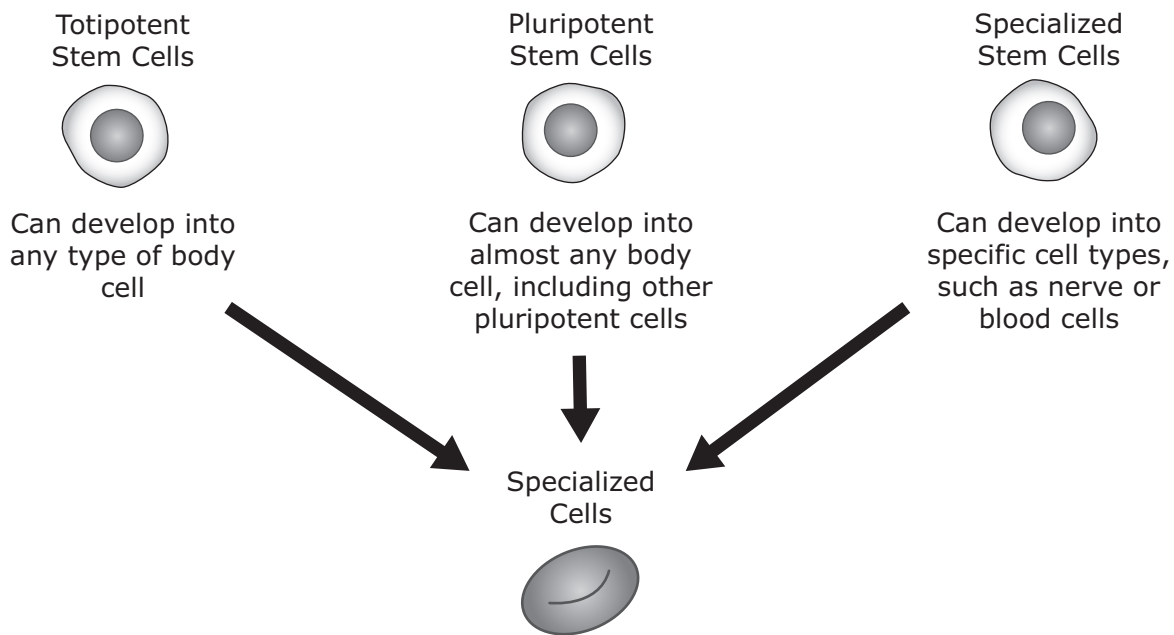 Totipotent
Stem Cells
Can develop into
any type of body
cell
Pluripotent
Stem Cells
Can develop into
almost any body
cell, including other
pluripotent cells
Specialized
Stem Cells
Can develop into
specific cell types,
such as nerve or
blood cells
Specialized
Cells